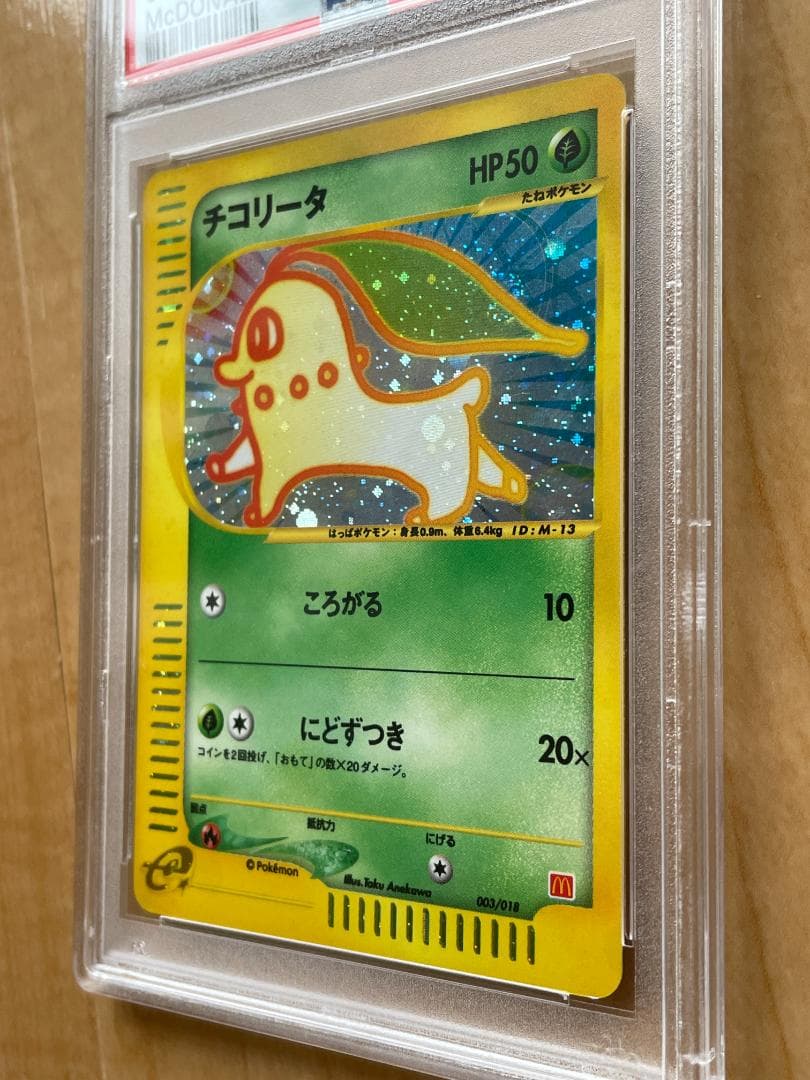 チコリータ
HP50
たねポケモン
はっぱポケモン：身長0.9m、体重6.4kg ID：M-13
ころがる 10
にどずつき 20×
コインを2回投げ、「おもて」の数×20ダメージ。
弱点 抵抗力 にげる
©Pokémon
Illus.Taku Anekawa
003/018